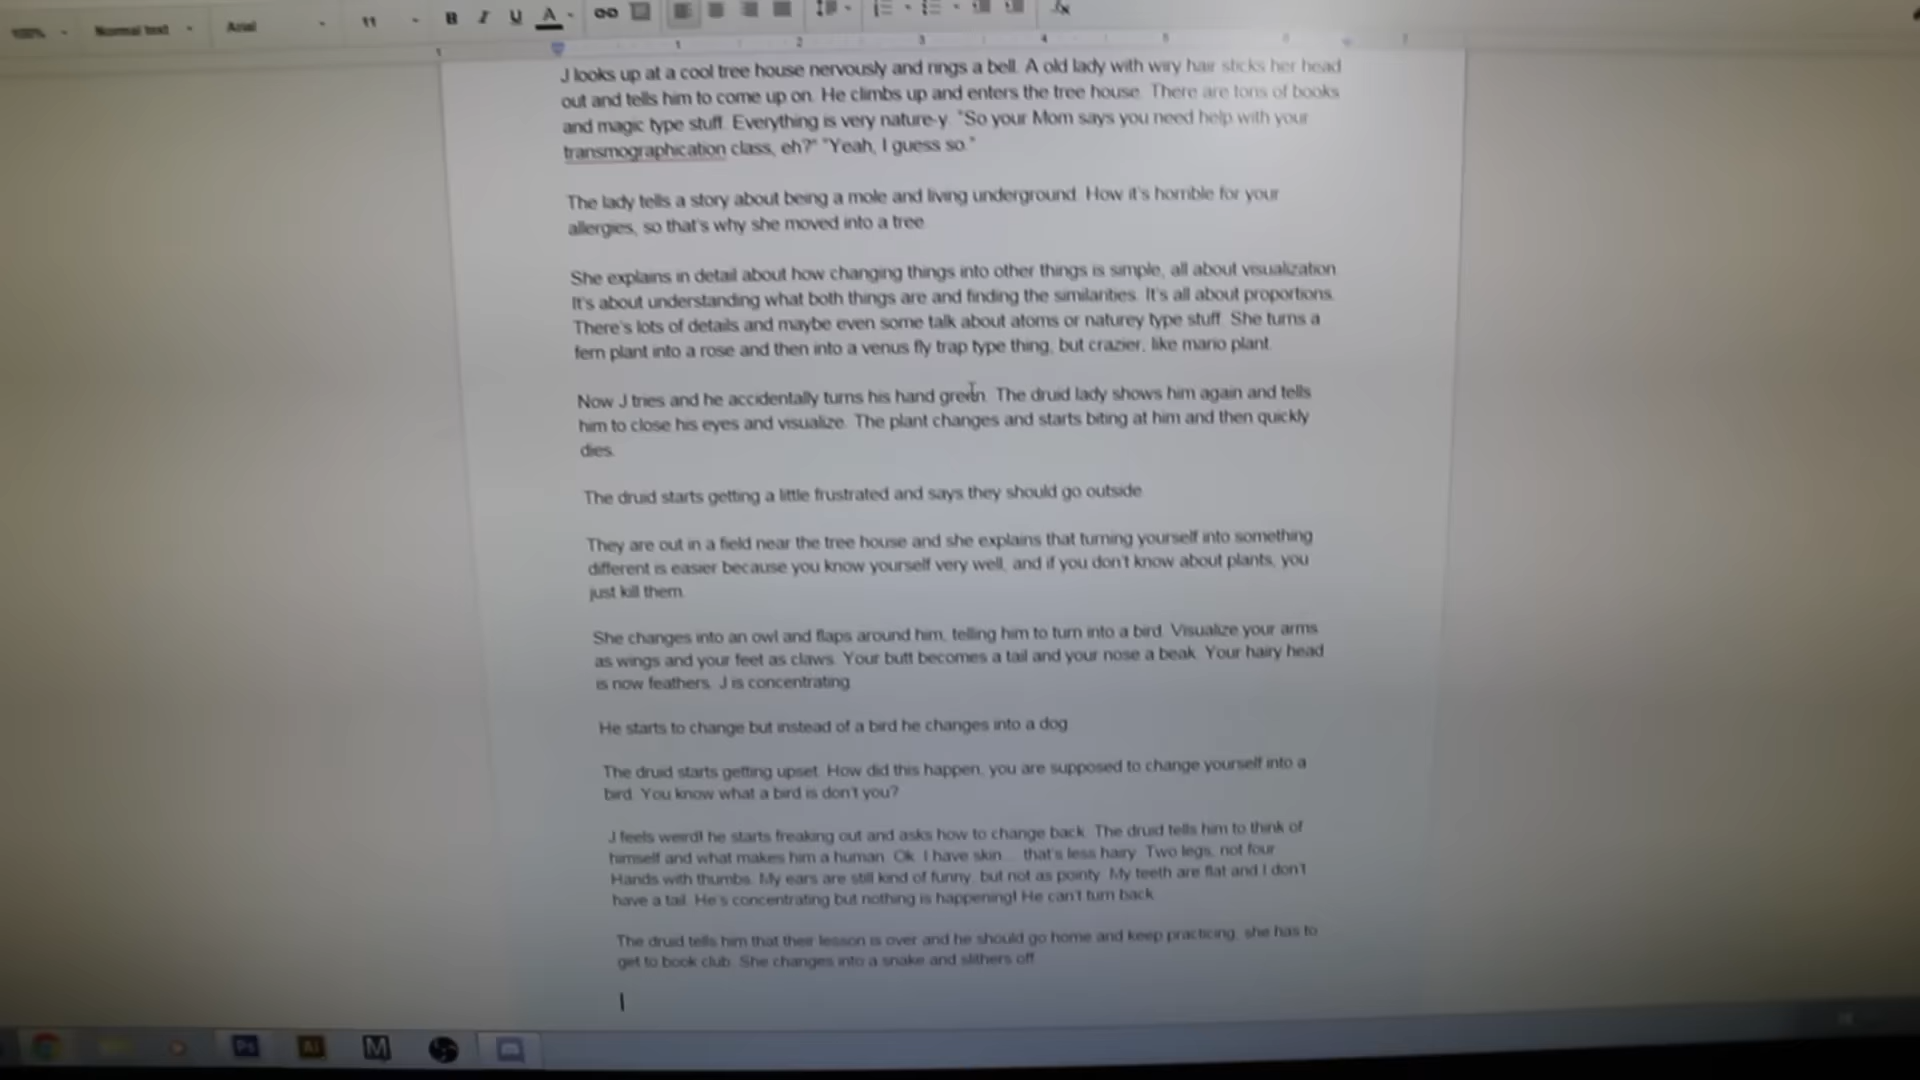 100%
Normal text
Arial
11
B I U A
1 1 2 3 4 5 6 7
J looks up at a cool tree house nervously and rings a bell. A old lady with wiry hair sticks her head
out and tells him to come up on. He climbs up and enters the tree house. There are tons of books
and magic type stuff. Everything is very nature-y. "So your Mom says you need help with your
transmographication class, eh?" "Yeah, I guess so."
The lady tells a story about being a mole and living underground. How it's horrible for your
allergies, so that's why she moved into a tree.
She explains in detail about how changing things into other things is simple, all about visualization.
It's about understanding what both things are and finding the similarities. It's all about proportions.
There's lots of details and maybe even some talk about atoms or naturey type stuff. She turns a
fern plant into a rose and then into a venus fly trap type thing, but crazier, like mario plant.
Now J tries and he accidentally turns his hand green. The druid lady shows him again and tells
him to close his eyes and visualize. The plant changes and starts biting at him and then quickly
dies.
The druid starts getting a little frustrated and says they should go outside.
They are out in a field near the tree house and she explains that turning yourself into something
different is easier because you know yourself very well, and if you don't know about plants, you
just kill them.
She changes into an owl and flaps around him, telling him to turn into a bird. Visualize your arms
as wings and your feet as claws. Your butt becomes a tail and your nose a beak. Your hairy head
is now feathers. J is concentrating.
He starts to change but instead of a bird he changes into a dog.
The druid starts getting upset. How did this happen, you are supposed to change yourself into a
bird. You know what a bird is don't you?
J feels weird! he starts freaking out and asks how to change back. The druid tells him to think of
himself and what makes him a human. Ok. I have skin... that's less hairy. Two legs, not four.
Hands with thumbs. My ears are still kind of funny, but not as pointy. My teeth are flat and I don't
have a tail. He's concentrating but nothing is happening! He can't turn back.
The druid tells him that their lesson is over and he should go home and keep practicing, she has to
get to book club. She changes into a snake and slithers off.
Ps Ai M